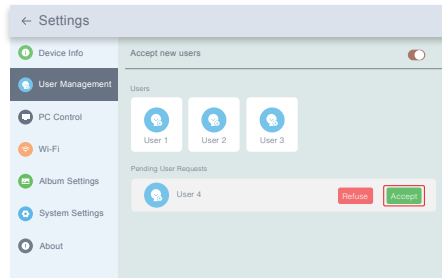 ← Settings
Device Info
Accept new users
User Management
Users
PC Control
User 1
User 2
User 3
Wi-Fi
Pending User Requests
Album Settings
User 4
Refuse
Accept
System Settings
About